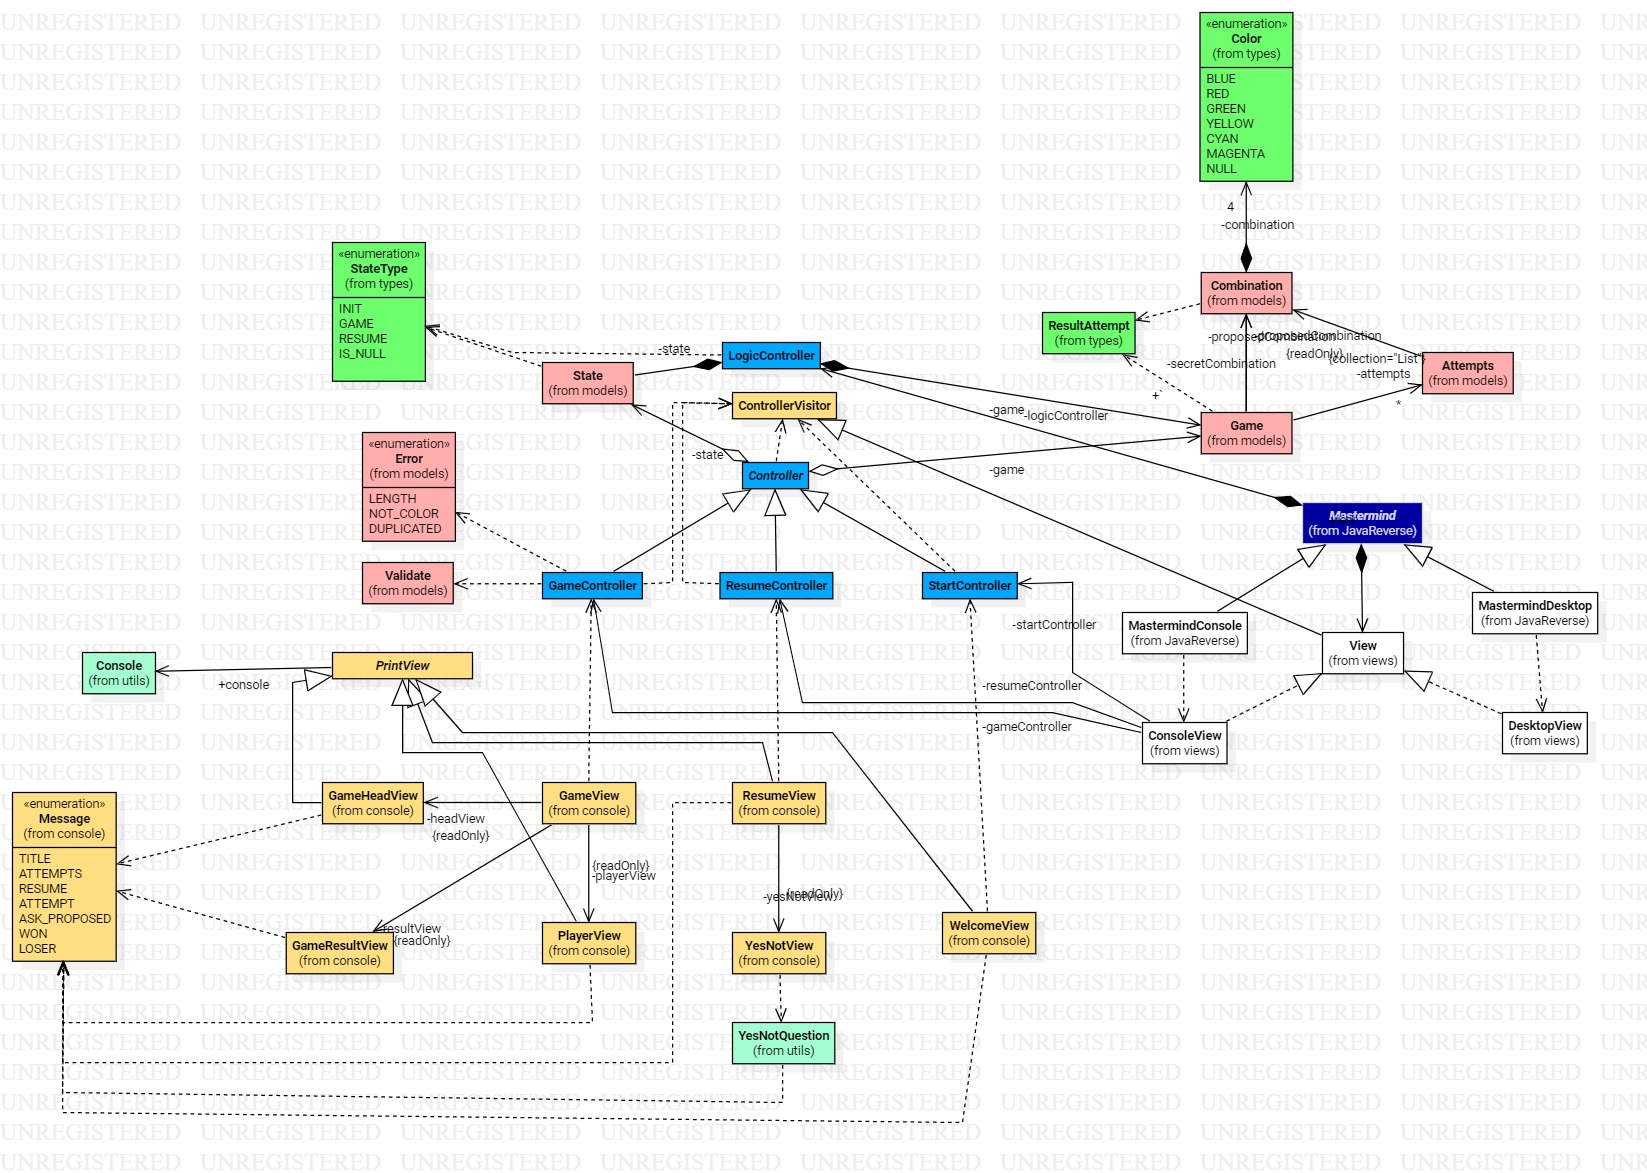 «enumeration»
Color
(from types)
BLUE
RED
GREEN
YELLOW
CYAN
MAGENTA
NULL
4
-combination
«enumeration»
StateType
(from types)
INIT
GAME
RESUME
IS_NULL
Combination
(from models)
ResultAttempt
(from types)
-proposedCombination
-proposedCombination
{readOnly}
{collection="List"}
-secretCombination
-attempts
*
+
Attempts
(from models)
-state
LogicController
State
(from models)
ControllerVisitor
-game
-logicController
Game
(from models)
«enumeration»
Error
(from models)
LENGTH
NOT_COLOR
DUPLICATED
-state
Controller
-game
Mastermind
(from JavaReverse)
Validate
(from models)
GameController
ResumeController
StartController
MastermindConsole
(from JavaReverse)
MastermindDesktop
(from JavaReverse)
-startController
View
(from views)
Console
(from utils)
+console
PrintView
-resumeController
-gameController
ConsoleView
(from views)
DesktopView
(from views)
«enumeration»
Message
(from console)
TITLE
ATTEMPTS
RESUME
ATTEMPT
ASK_PROPOSED
WON
LOSER
GameHeadView
(from console)
-headView
{readOnly}
GameView
(from console)
ResumeView
(from console)
{readOnly}
-playerView
{readOnly}
-yesNotView
-resultView
{readOnly}
GameResultView
(from console)
PlayerView
(from console)
YesNotView
(from console)
WelcomeView
(from console)
YesNotQuestion
(from utils)
UNREGISTERED